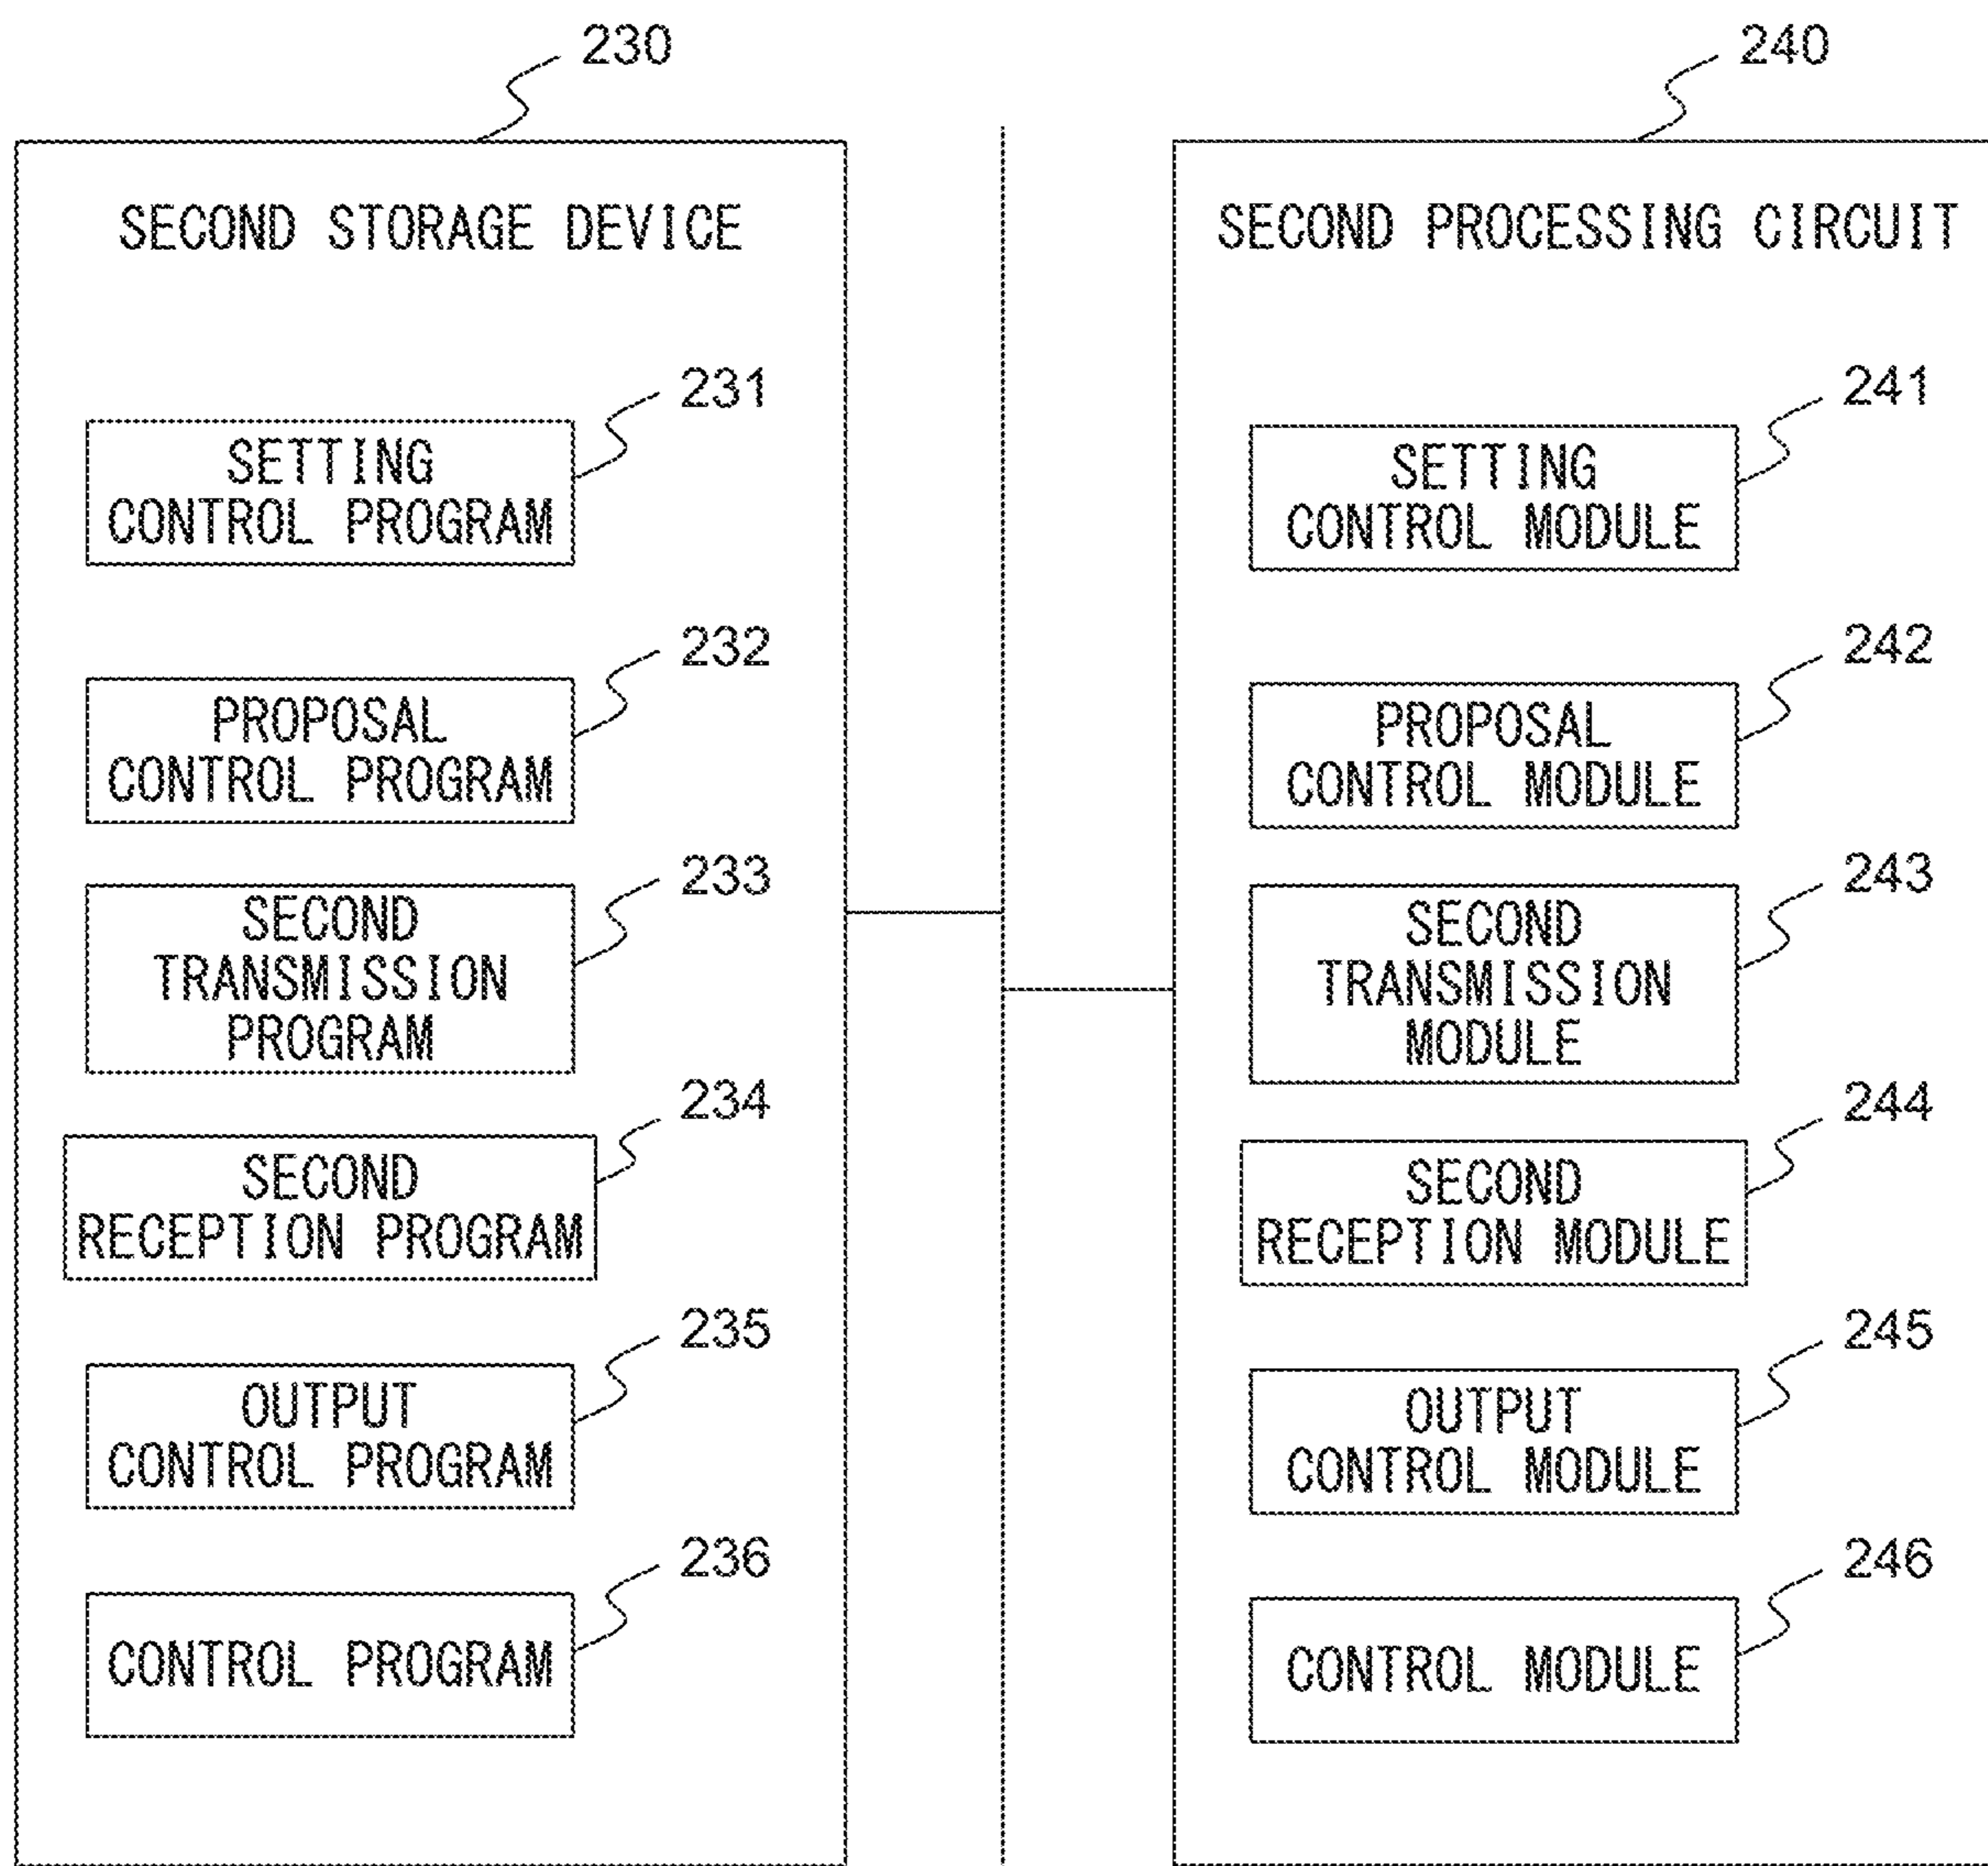 230
SECOND STORAGE DEVICE
231
SETTING
CONTROL PROGRAM
232
PROPOSAL
CONTROL PROGRAM
233
SECOND
TRANSMISSION
PROGRAM
234
SECOND
RECEPTION PROGRAM
235
OUTPUT
CONTROL PROGRAM
236
CONTROL PROGRAM
240
SECOND PROCESSING CIRCUIT
241
SETTING
CONTROL MODULE
242
PROPOSAL
CONTROL MODULE
243
SECOND
TRANSMISSION
MODULE
244
SECOND
RECEPTION MODULE
245
OUTPUT
CONTROL MODULE
246
CONTROL MODULE